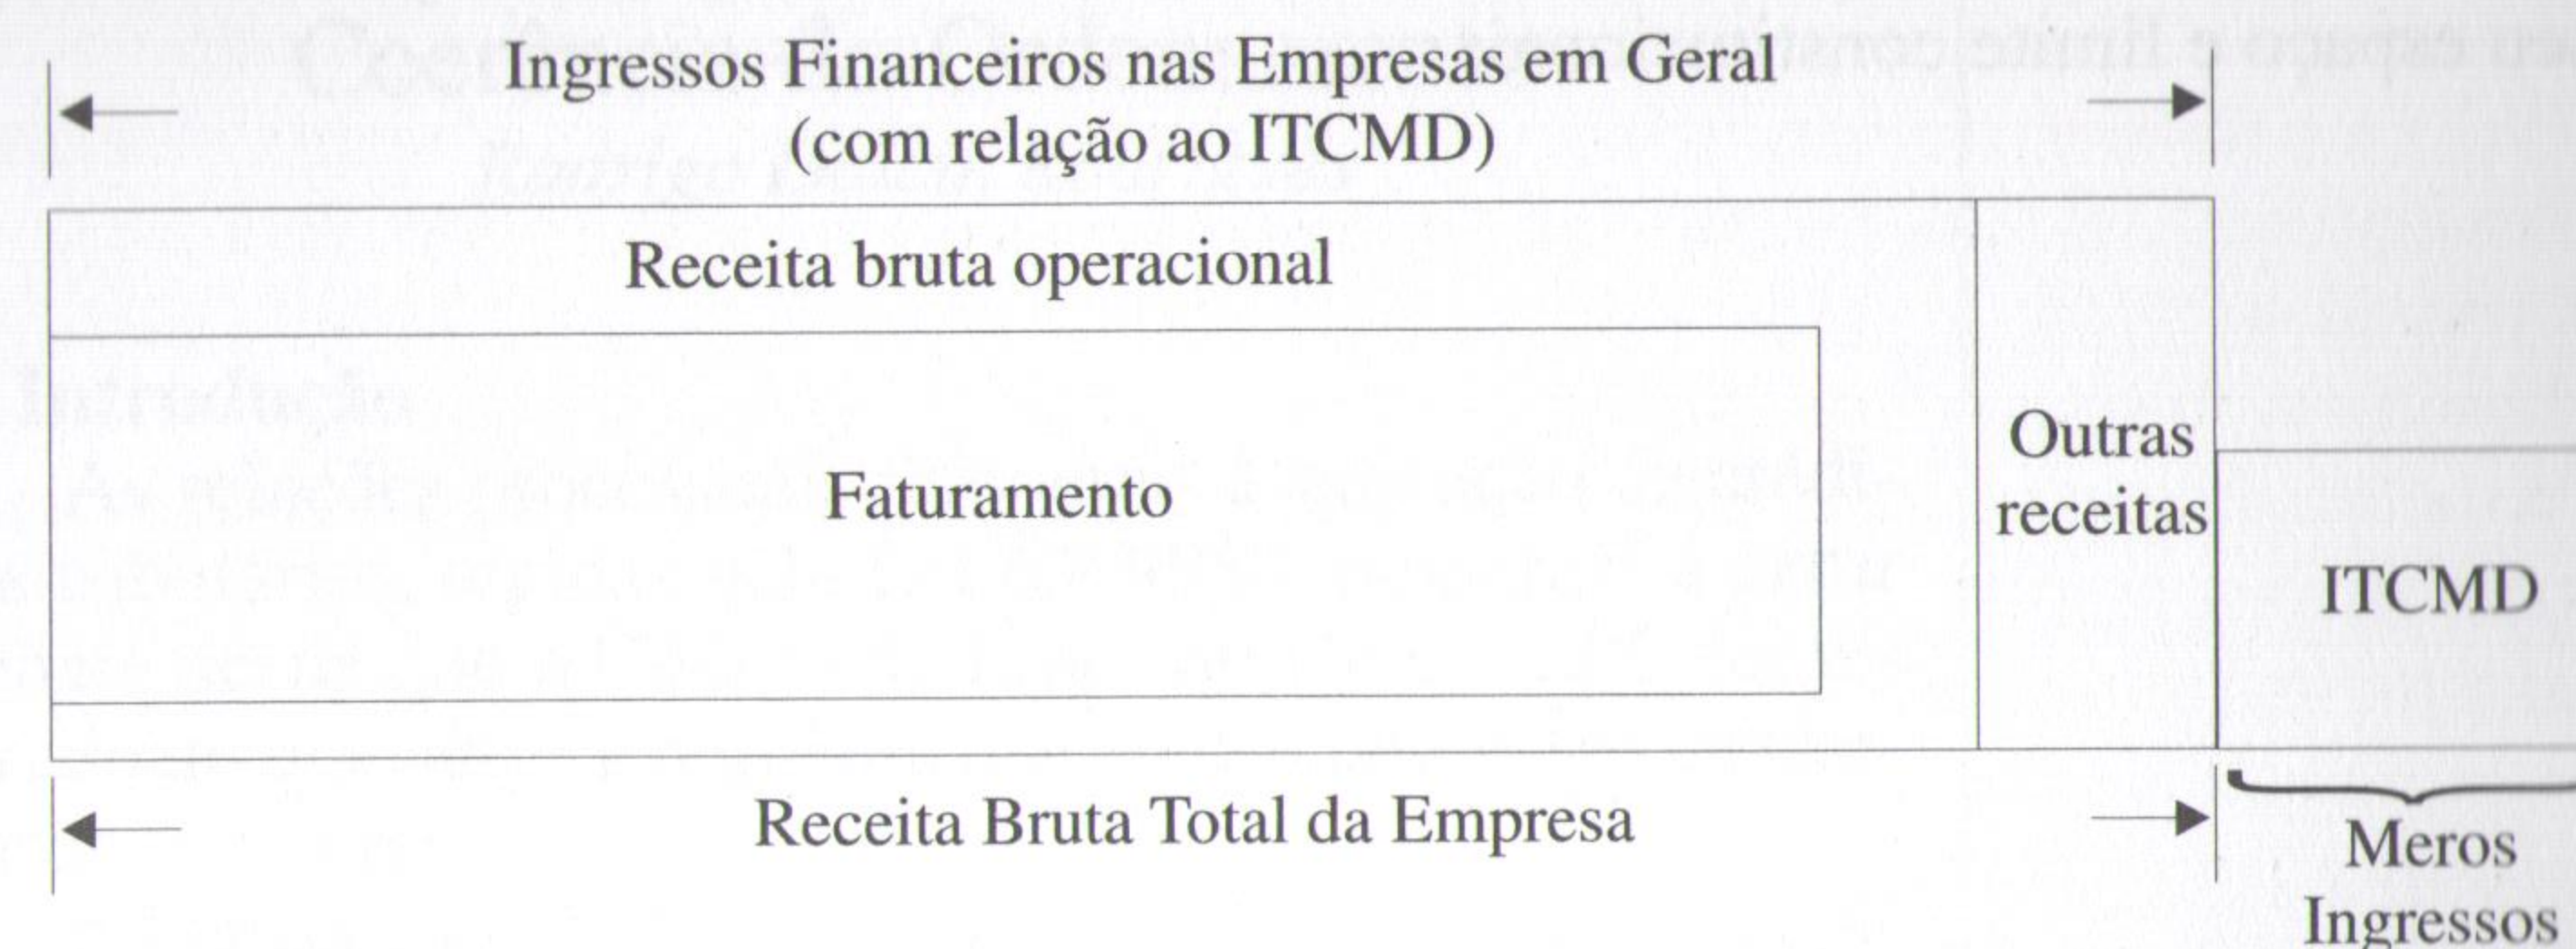 Ingressos Financeiros nas Empresas em Geral
(com relação ao ITCMD)
Receita bruta operacional
Faturamento
Outras
receitas
ITCMD
Receita Bruta Total da Empresa
Meros
Ingressos